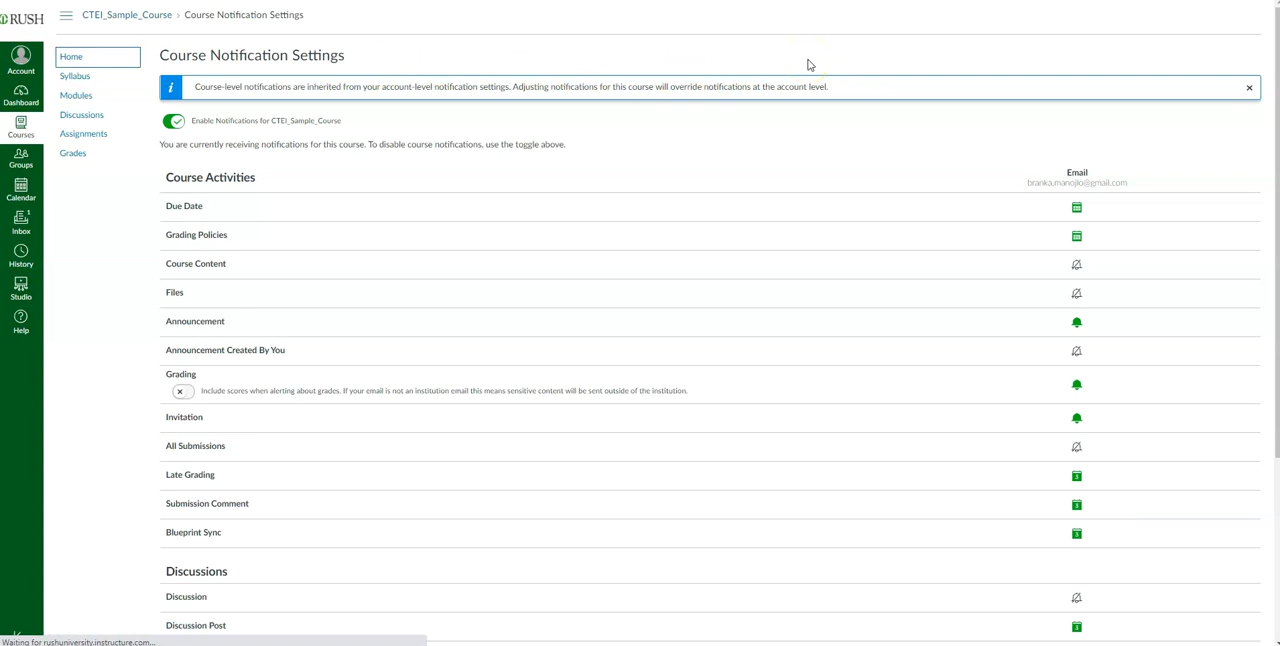 RUSH
CTEI_Sample_Course › Course Notification Settings
Account
Dashboard
Courses
Groups
Calendar
1
Inbox
History
Studio
Help
Home
Syllabus
Modules
Discussions
Assignments
Grades
Course Notification Settings
i Course-level notifications are inherited from your account-level notification settings. Adjusting notifications for this course will override notifications at the account level. ×
Enable Notifications for CTEI_Sample_Course
You are currently receiving notifications for this course. To disable course notifications, use the toggle above.
Course Activities
Email
branka.manojlo@gmail.com
Due Date
Grading Policies
Course Content
Files
Announcement
Announcement Created By You
Grading
Include scores when alerting about grades. If your email is not an institution email this means sensitive content will be sent outside of the institution.
Invitation
All Submissions
Late Grading
Submission Comment
Blueprint Sync
Discussions
Discussion
Discussion Post
Waiting for rushuniversity.instructure.com...